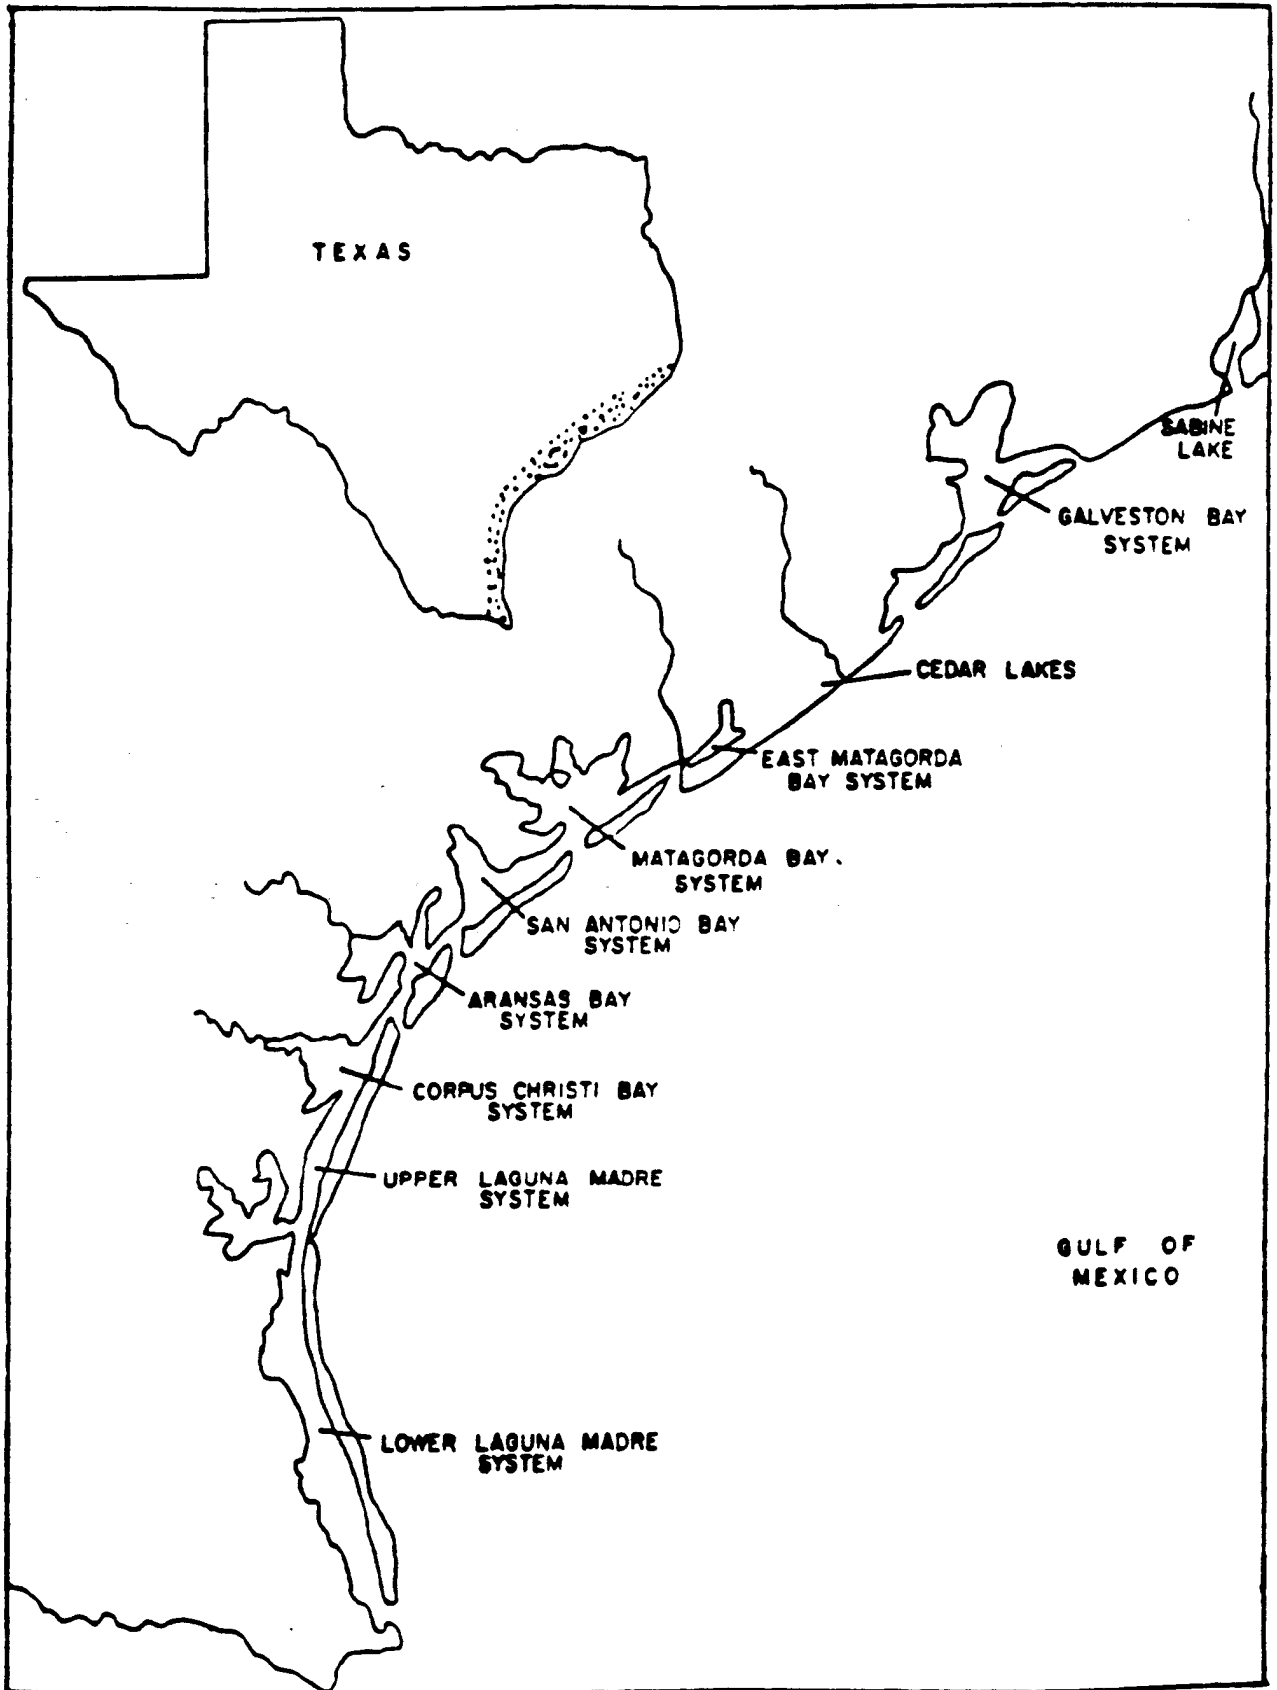 TEXAS
SABINE
LAKE
GALVESTON BAY
SYSTEM
CEDAR LAKES
EAST MATAGORDA
BAY SYSTEM
MATAGORDA BAY.
SYSTEM
SAN ANTONIO BAY
SYSTEM
ARANSAS BAY
SYSTEM
CORPUS CHRISTI BAY
SYSTEM
UPPER LAGUNA MADRE
SYSTEM
GULF OF
MEXICO
LOWER LAGUNA MADRE
SYSTEM